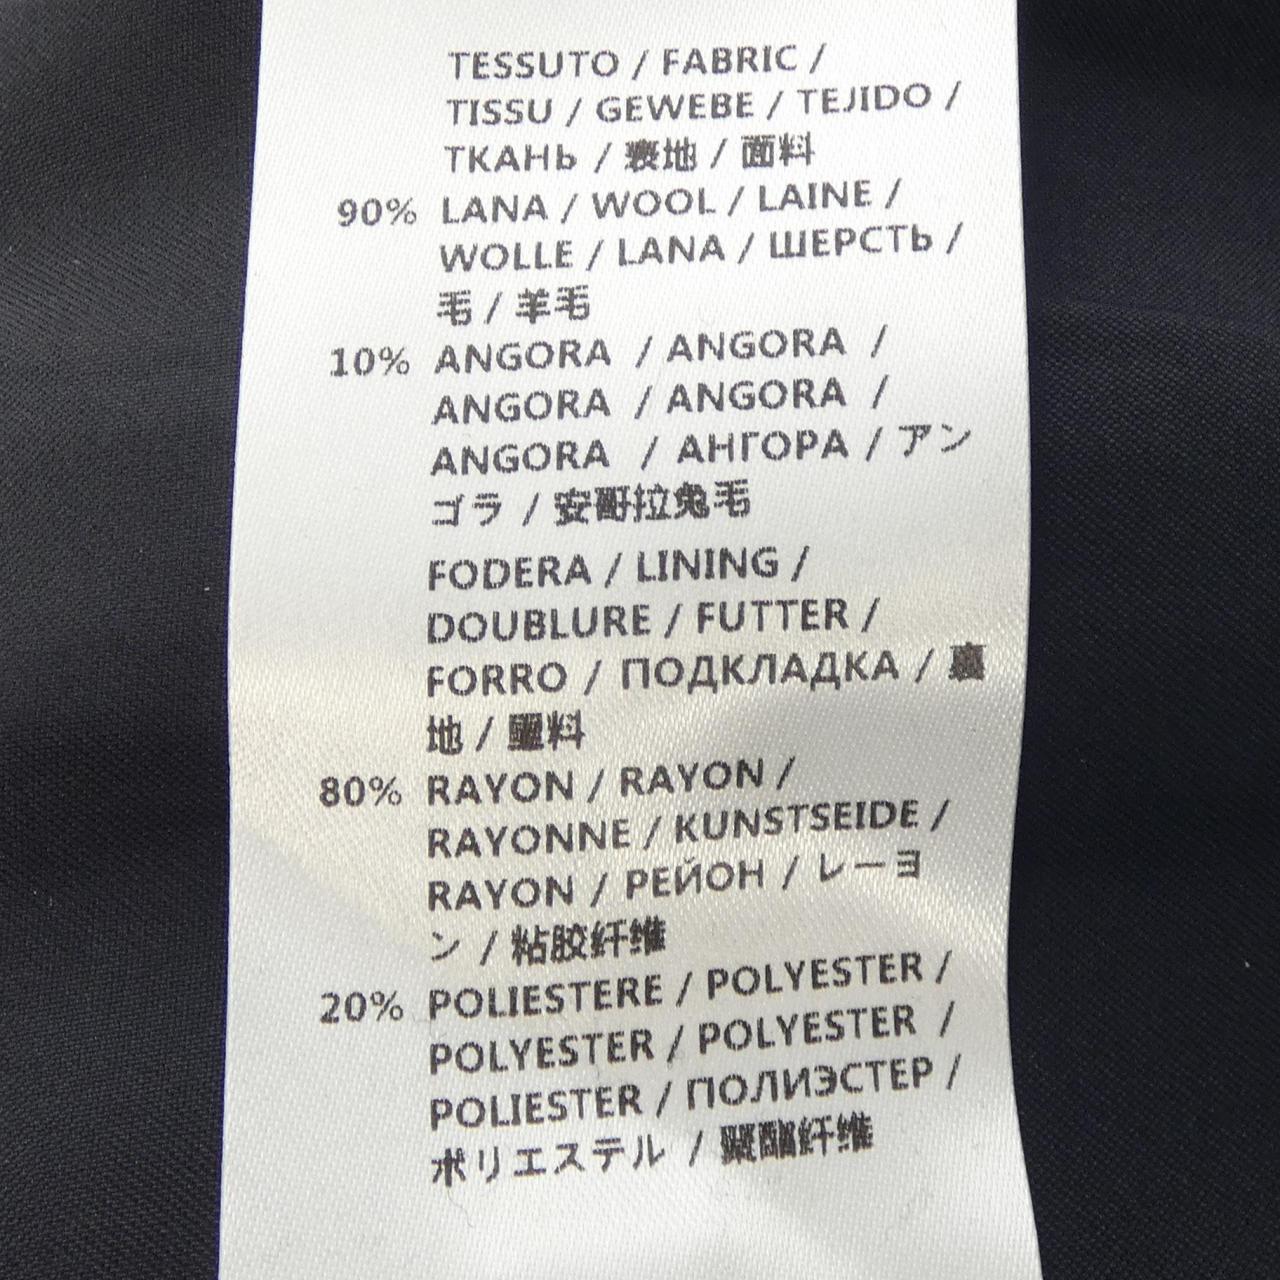 TESSUTO / FABRIC /
TISSU / GEWEBE / TEJIDO /
ТКАНЬ / 表地 / 面料
90% LANA / WOOL / LAINE /
WOLLE / LANA / ШЕРСТЬ /
毛 / 羊毛
10% ANGORA / ANGORA /
ANGORA / ANGORA /
ANGORA / АНГОРА / アン
ゴラ / 安哥拉兔毛
FODERA / LINING /
DOUBLURE / FUTTER /
FORRO / ПОДКЛАДКА / 裏
地 / 里料
80% RAYON / RAYON /
RAYONNE / KUNSTSEIDE /
RAYON / РЕЙОН / レーヨ
ン / 粘胶纤维
20% POLIESTERE / POLYESTER /
POLYESTER / POLYESTER /
POLIESTER / ПОЛИЭСТЕР /
ポリエステル / 聚酯纤维